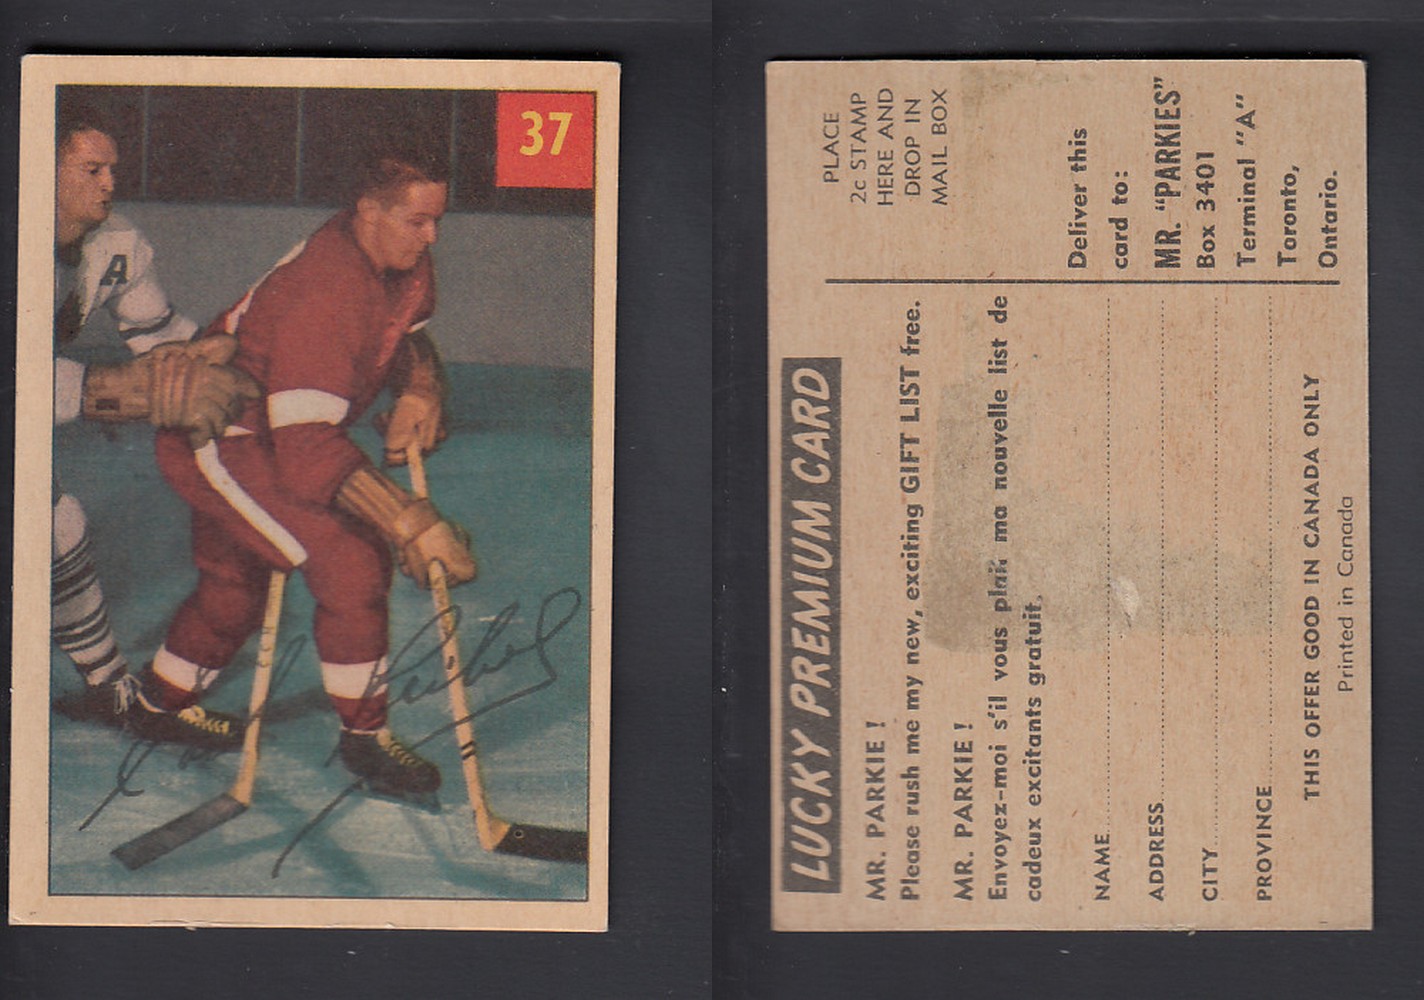 37
A
LUCKY PREMIUM CARD
MR. PARKIE !
Please rush me my new, exciting GIFT LIST free.
MR. PARKIE !
Envoyez-moi s'il vous plait ma nouvelle list de
cadeux excitants gratuit.
NAME
ADDRESS
CITY
PROVINCE
THIS OFFER GOOD IN CANADA ONLY
Printed in Canada
PLACE
2c STAMP
HERE AND
DROP IN
MAIL BOX
Deliver this
card to:
MR. "PARKIES"
Box 3401
Terminal "A"
Toronto,
Ontario.